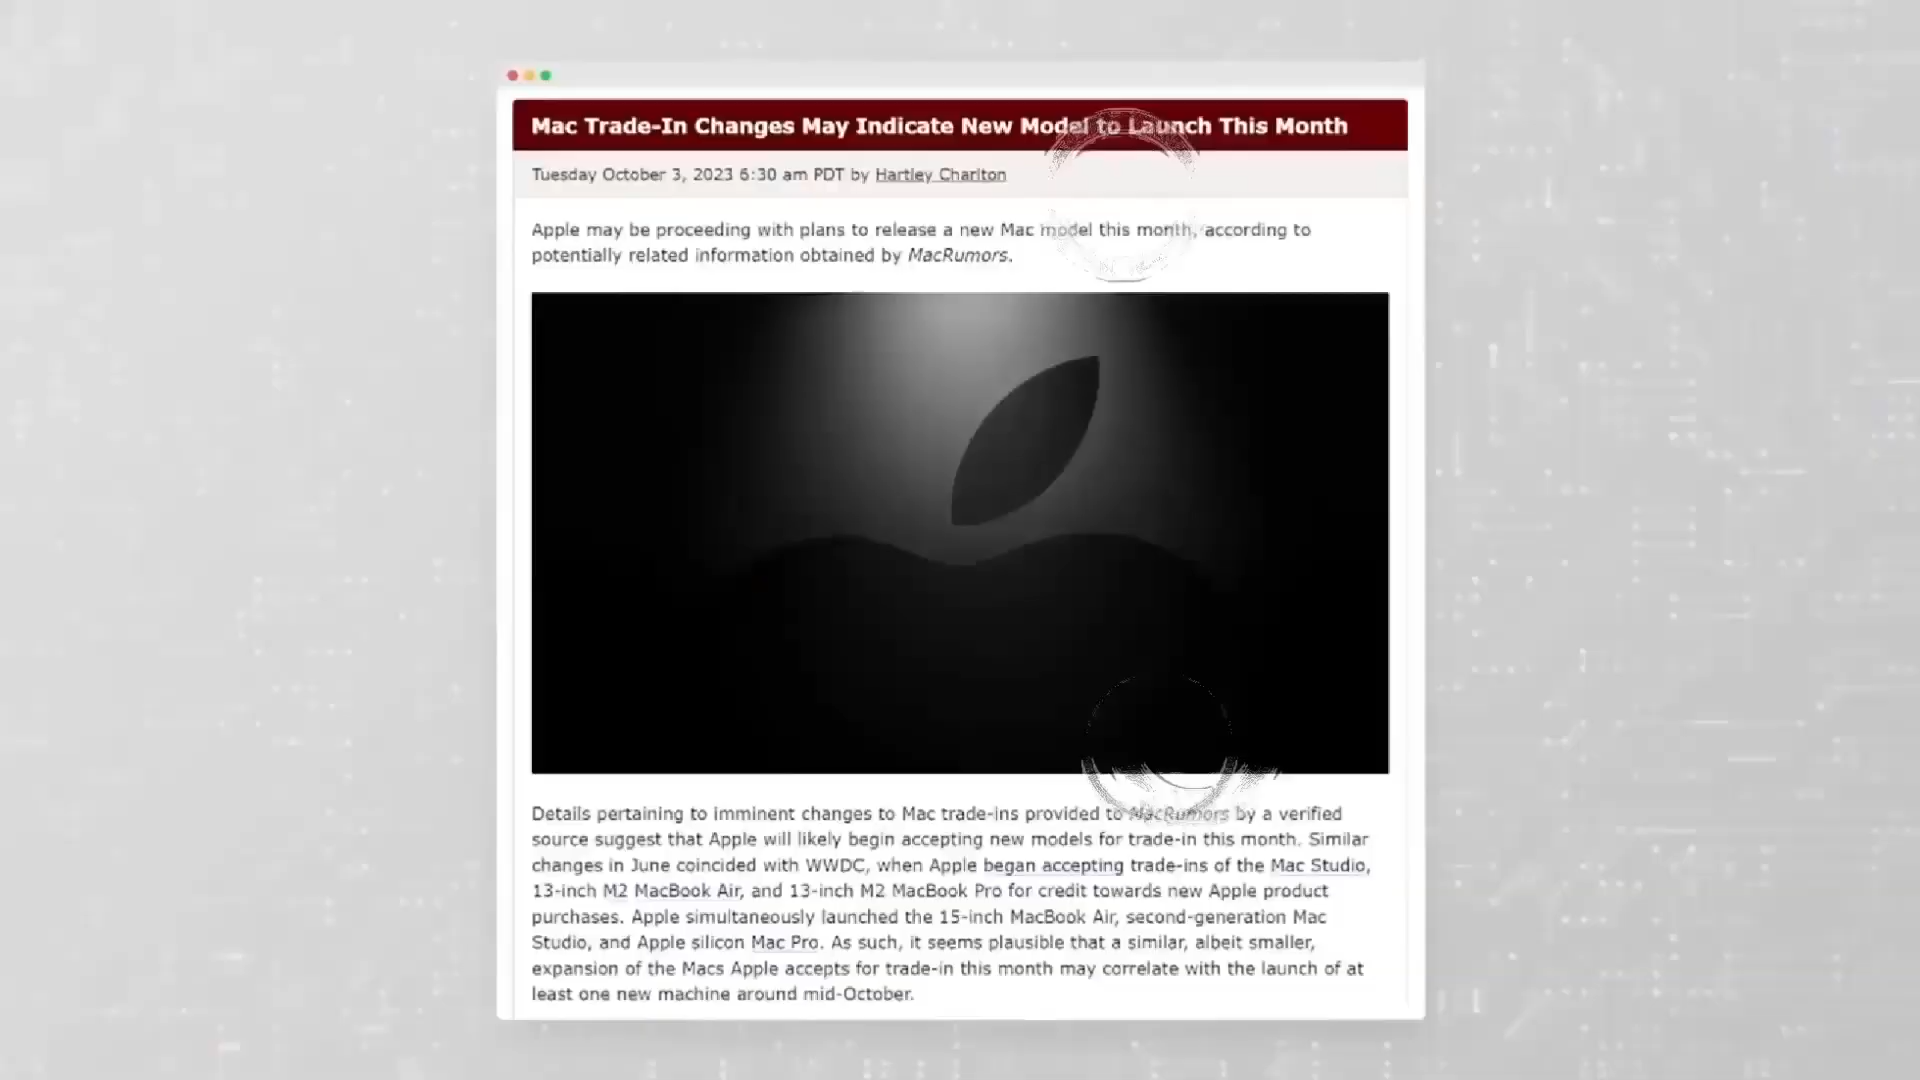 Mac Trade-In Changes May Indicate New Model to Launch This Month
Tuesday October 3, 2023 6:30 am PDT by Hartley Charlton
Apple may be proceeding with plans to release a new Mac model this month, according to
potentially related information obtained by MacRumors.
Details pertaining to imminent changes to Mac trade-ins provided to MacRumors by a verified
source suggest that Apple will likely begin accepting new models for trade-in this month. Similar
changes in June coincided with WWDC, when Apple began accepting trade-ins of the Mac Studio,
13-inch M2 MacBook Air, and 13-inch M2 MacBook Pro for credit towards new Apple product
purchases. Apple simultaneously launched the 15-inch MacBook Air, second-generation Mac
Studio, and Apple silicon Mac Pro. As such, it seems plausible that a similar, albeit smaller,
expansion of the Macs Apple accepts for trade-in this month may correlate with the launch of at
least one new machine around mid-October.